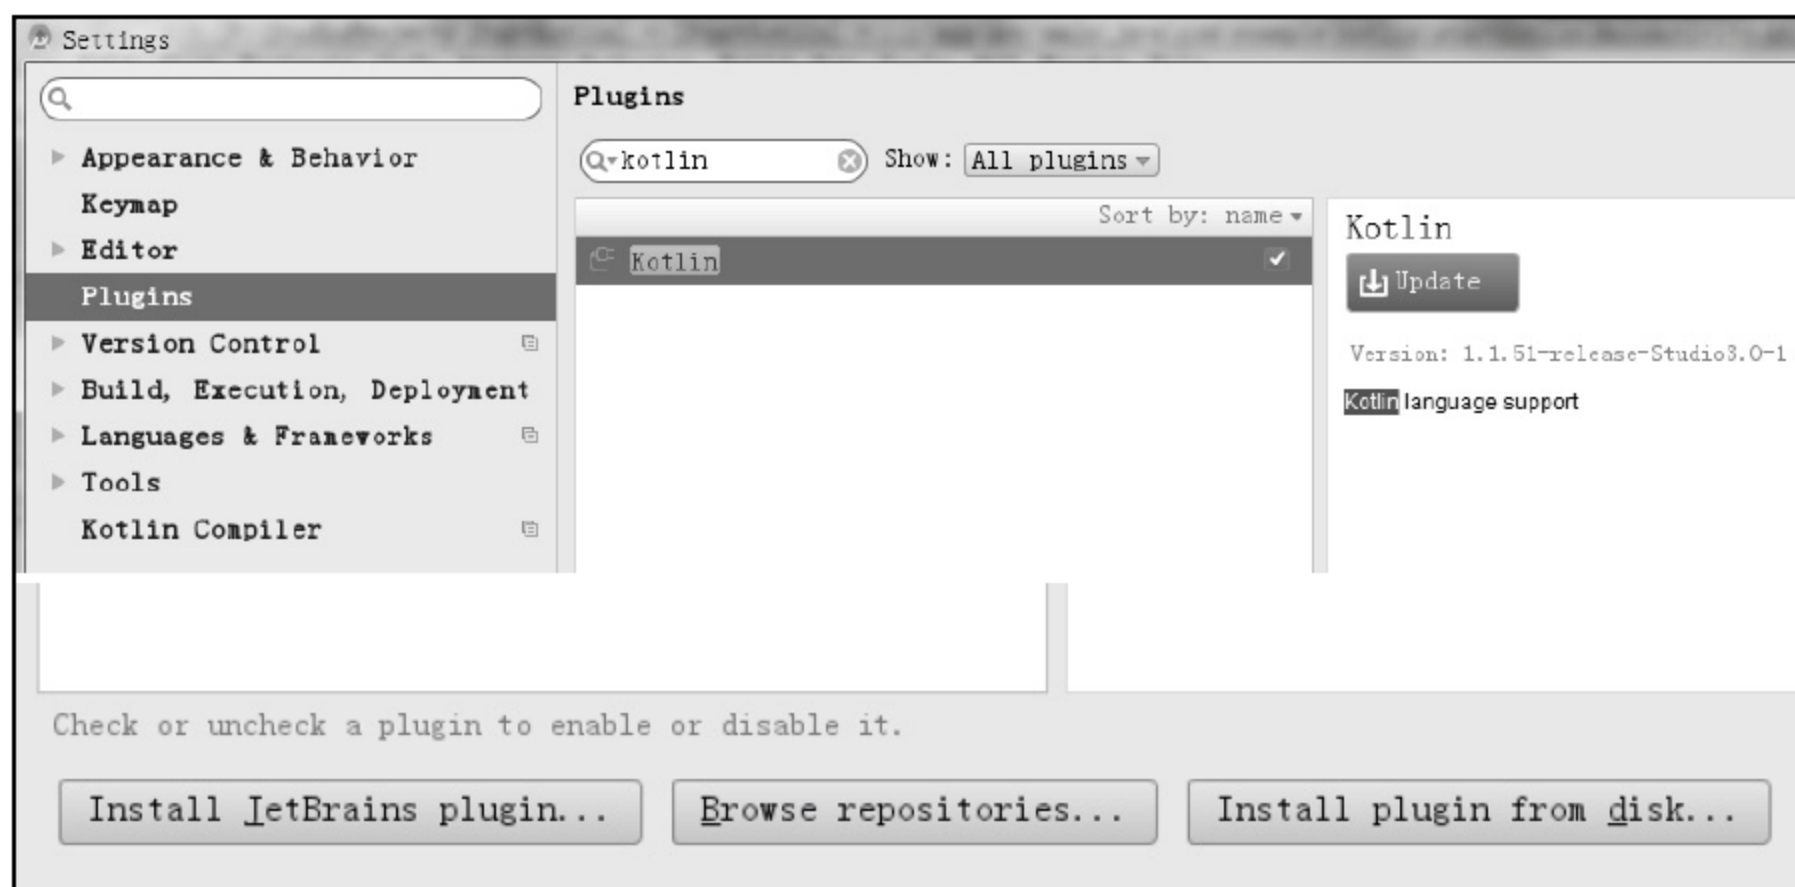 Settings
Appearance & Behavior
Keymap
Editor
Plugins
Version Control
Build, Execution, Deployment
Languages & Frameworks
Tools
Kotlin Compiler
Plugins
kotlin
Show: All plugins
Sort by: name
Kotlin
Kotlin
Update
Version: 1.1.51-release-Studio3.0-1
Kotlin language support
Check or uncheck a plugin to enable or disable it.
Install JetBrains plugin...
Browse repositories...
Install plugin from disk...